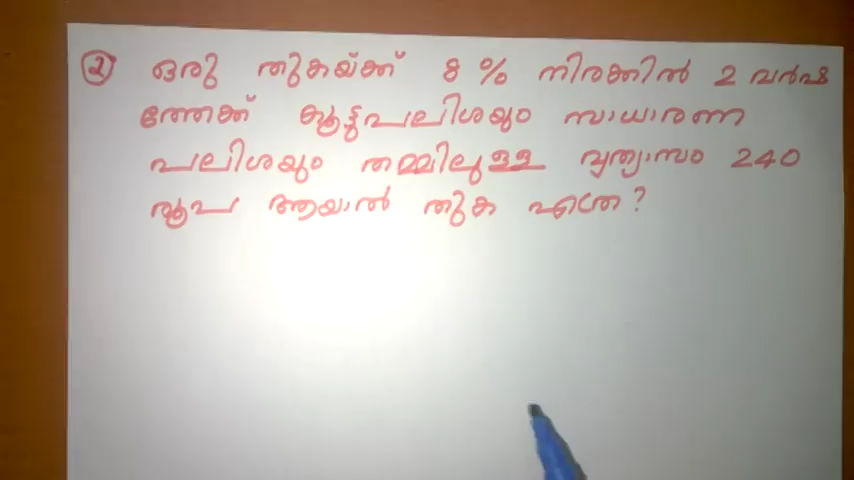 ② ഒരു തുകയ്ക്ക് 8 % നിരക്കിൽ 2 വർഷ
ത്തേക്ക് കൂട്ടുപലിശയും സാധാരണ
പലിശയും തമ്മിലുള്ള വ്യത്യാസം 240
രൂപ ആയാൽ തുക എത്ര ?